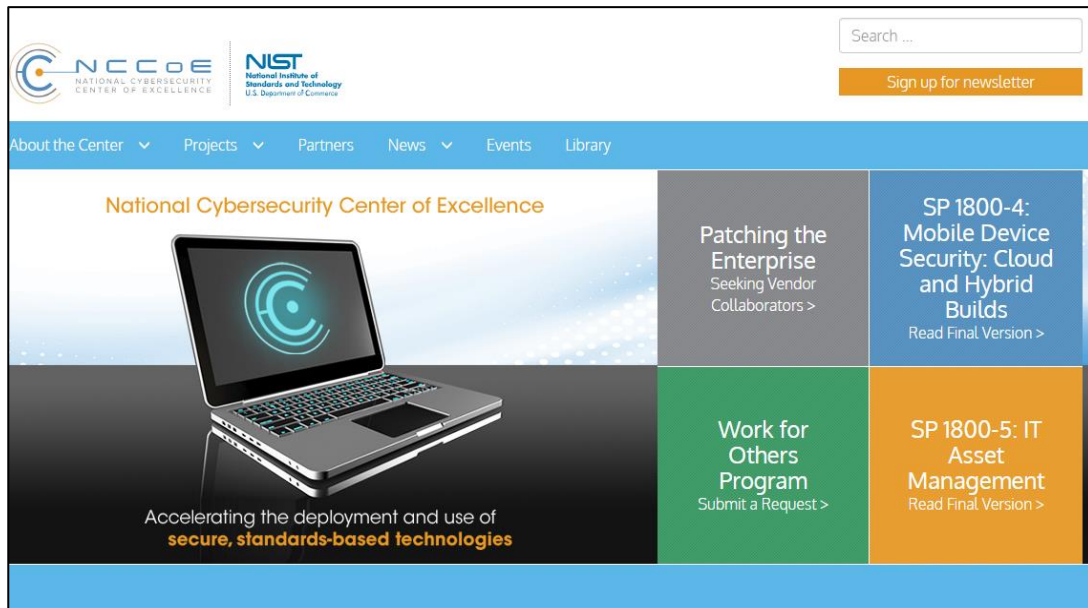 NCCoE
NATIONAL CYBERSECURITY
CENTER OF EXCELLENCE
NIST
National Institute of
Standards and Technology
U.S. Department of Commerce
Search ...
Sign up for newsletter
About the Center
Projects
Partners
News
Events
Library
National Cybersecurity Center of Excellence
Accelerating the deployment and use of
secure, standards-based technologies
Patching the
Enterprise
Seeking Vendor
Collaborators >
SP 1800-4:
Mobile Device
Security: Cloud
and Hybrid
Builds
Read Final Version >
Work for
Others
Program
Submit a Request >
SP 1800-5: IT
Asset
Management
Read Final Version >